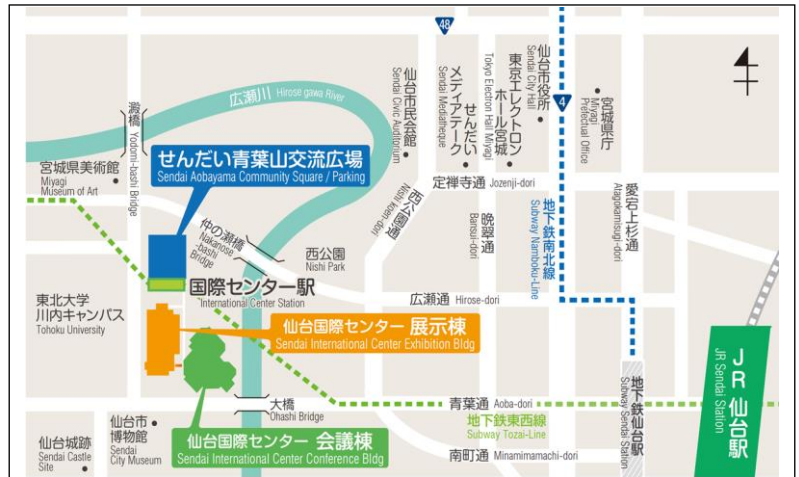 48
広瀬川 Hirose gawa River
澱橋
Yodomi-bashi Bridge
仙台市民会館
Sendai Civic Auditorium
せんだい
メディアテーク
Sendai Mediatheque
東京エレクトロン
ホール宮城
Tokyo Electron Hall Miyagi
仙台市役所
Sendai City Hall
4
宮城県庁
Miyagi
Prefectual Office
せんだい青葉山交流広場
Sendai Aobayama Community Square / Parking
宮城県美術館
Miyagi
Museum of Art
定禅寺通 Jozenji-dori
西公園通
Nishi koen-dori
晩翠通
Bansui-dori
地下鉄南北線
Subway Namboku-Line
愛宕上杉通
Atagokamisugi-dori
仲の瀬橋
Nakanose
-bashi
Bridge
西公園
Nishi Park
国際センター駅
International Center Station
広瀬通 Hirose-dori
東北大学
川内キャンパス
Tohoku University
仙台国際センター 展示棟
Sendai International Center Exhibition Bldg
JR 仙台駅
JR Sendai Station
地下鉄仙台駅
Subway Sendai Station
大橋
Ohashi Bridge
青葉通 Aoba-dori
地下鉄東西線
Subway Tozai-Line
仙台市
博物館
Sendai
City Museum
仙台城跡
Sendai Castle
Site
仙台国際センター 会議棟
Sendai International Center Conference Bldg
南町通 Minamimamachi-dori